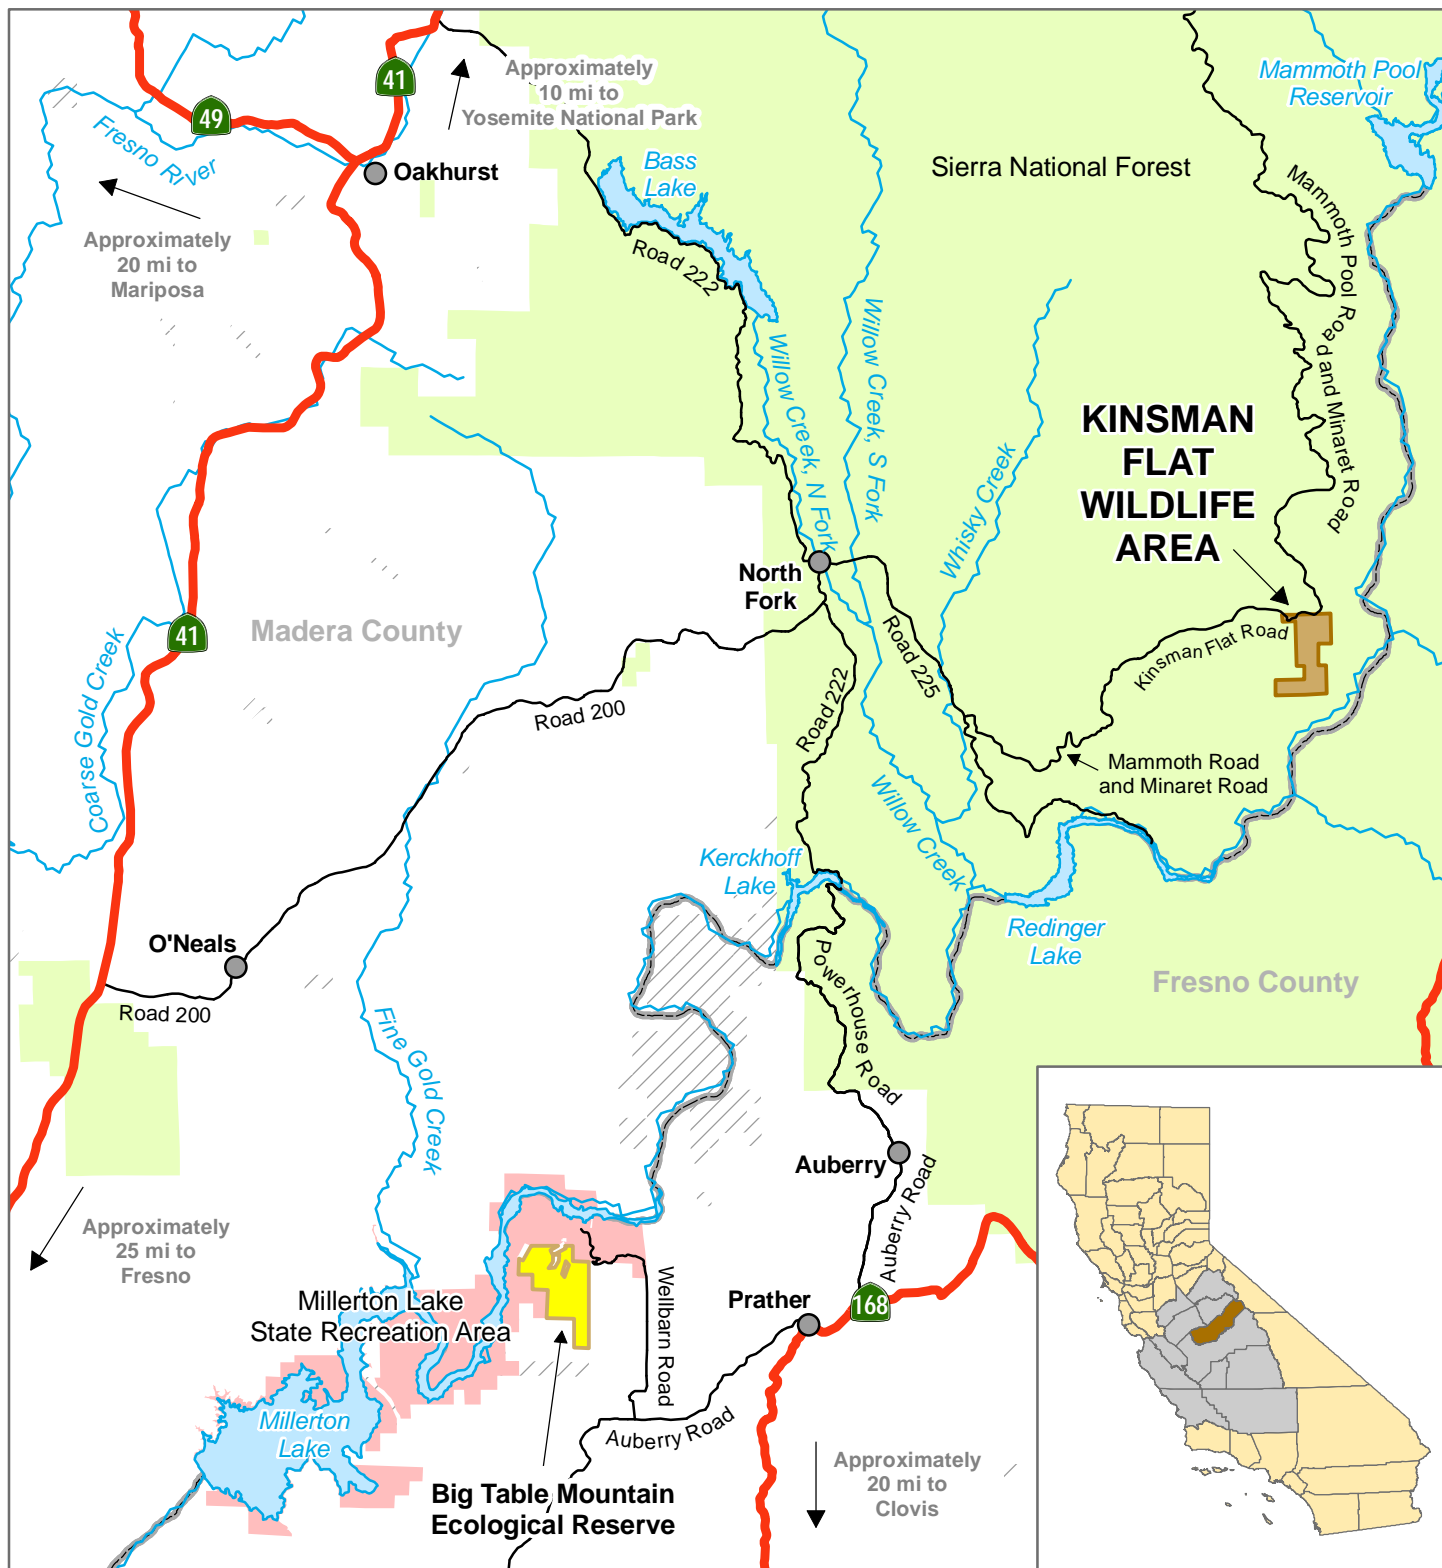 41
49
Approximately
10 mi to
Yosemite National Park
Fresno River
Oakhurst
Approximately
20 mi to
Mariposa
Bass
Lake
Road 222
Sierra National Forest
Mammoth Pool
Reservoir
Mammoth Pool Road and Minaret Road
Willow Creek, N Fork
Willow Creek, S Fork
Whisky Creek
KINSMAN
FLAT
WILDLIFE
AREA
North
Fork
41
Madera County
Coarse Gold Creek
Road 200
Road 222
Road 225
Kinsman Flat Road
Mammoth Road
and Minaret Road
Willow Creek
Kerckhoff
Lake
Redinger
Lake
O'Neals
Road 200
Fine Gold Creek
Powerhouse Road
Fresno County
Auberry
Auberry Road
Approximately
25 mi to
Fresno
Millerton Lake
State Recreation Area
Wellbarn Road
Prather
168
Millerton
Lake
Auberry Road
Approximately
20 mi to
Clovis
Big Table Mountain
Ecological Reserve